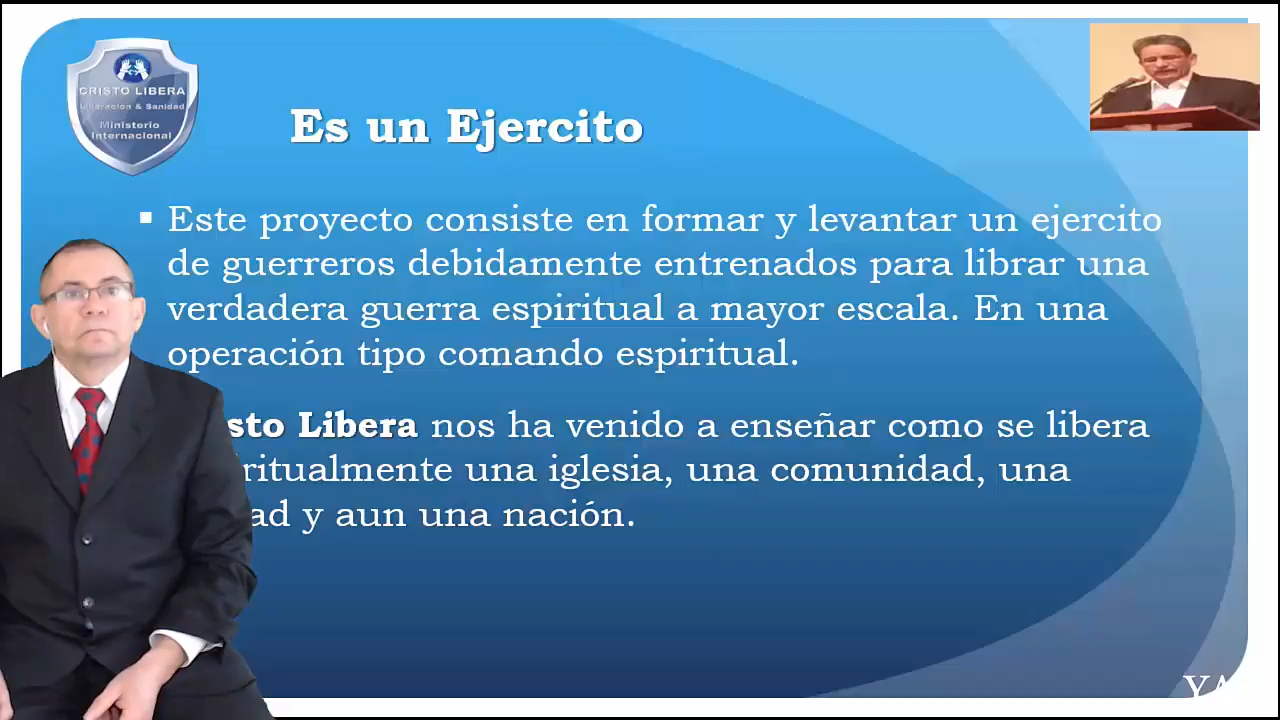 CRISTO LIBERA
Liberación & Sanidad
Ministerio
Internacional
Es un Ejercito
Este proyecto consiste en formar y levantar un ejercito
de guerreros debidamente entrenados para librar una
verdadera guerra espiritual a mayor escala. En una
operación tipo comando espiritual.
sto Libera nos ha venido a enseñar como se libera
ritualmente una iglesia, una comunidad, una
ad y aun una nación.
YA